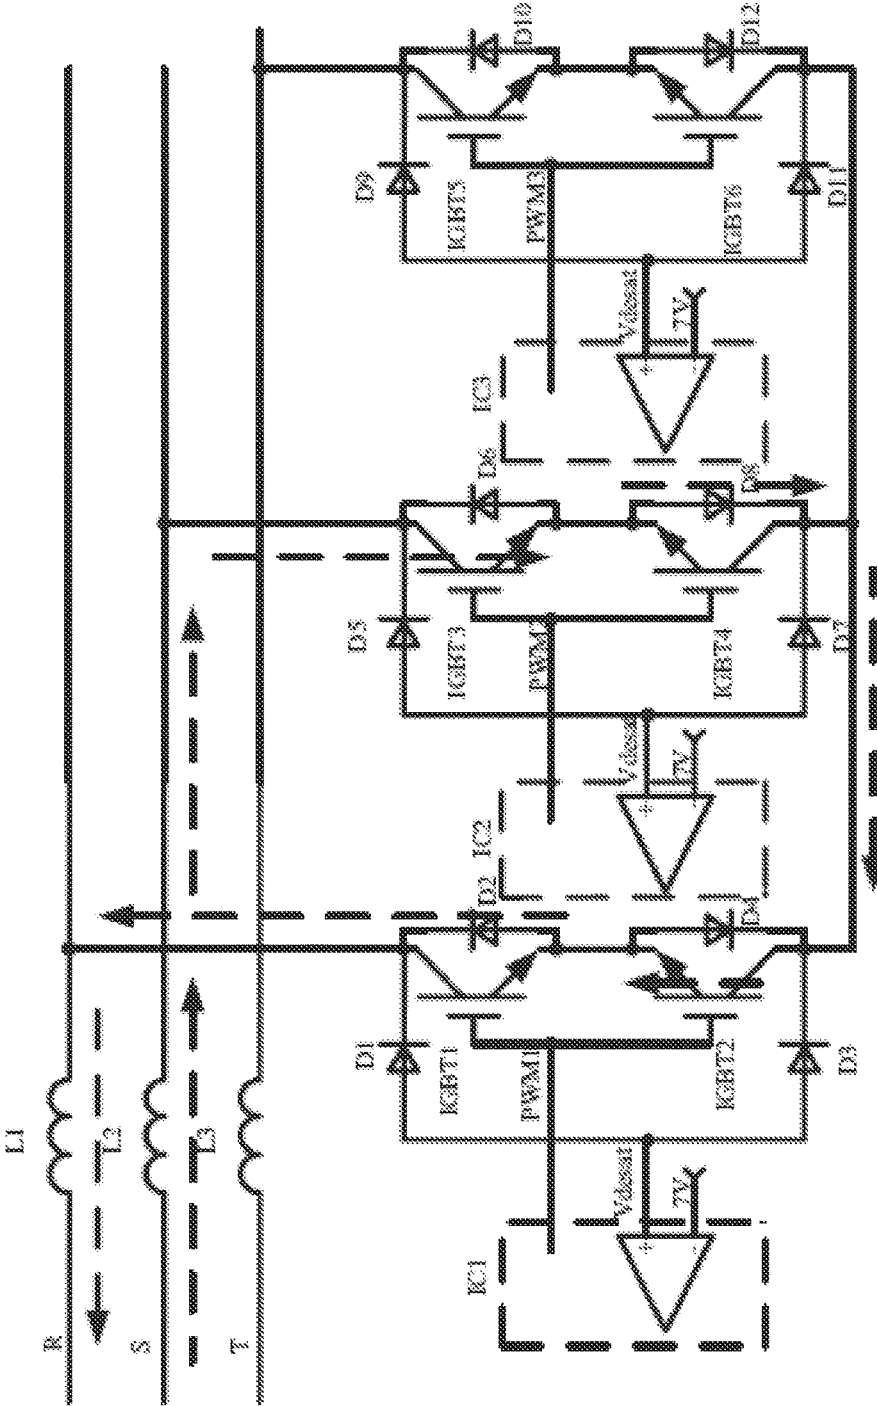 L1
L2
L3
R
S
T
D1
D2
D3
D4
IGBT1
IGBT2
PWM1
Vdesat
7V
+
-
IC1
D5
D6
D7
D8
IGBT3
IGBT4
PWM2
Vdesat
7V
+
-
IC2
D9
D10
D11
D12
IGBT5
IGBT6
PWM3
Vdesat
7V
+
-
IC3